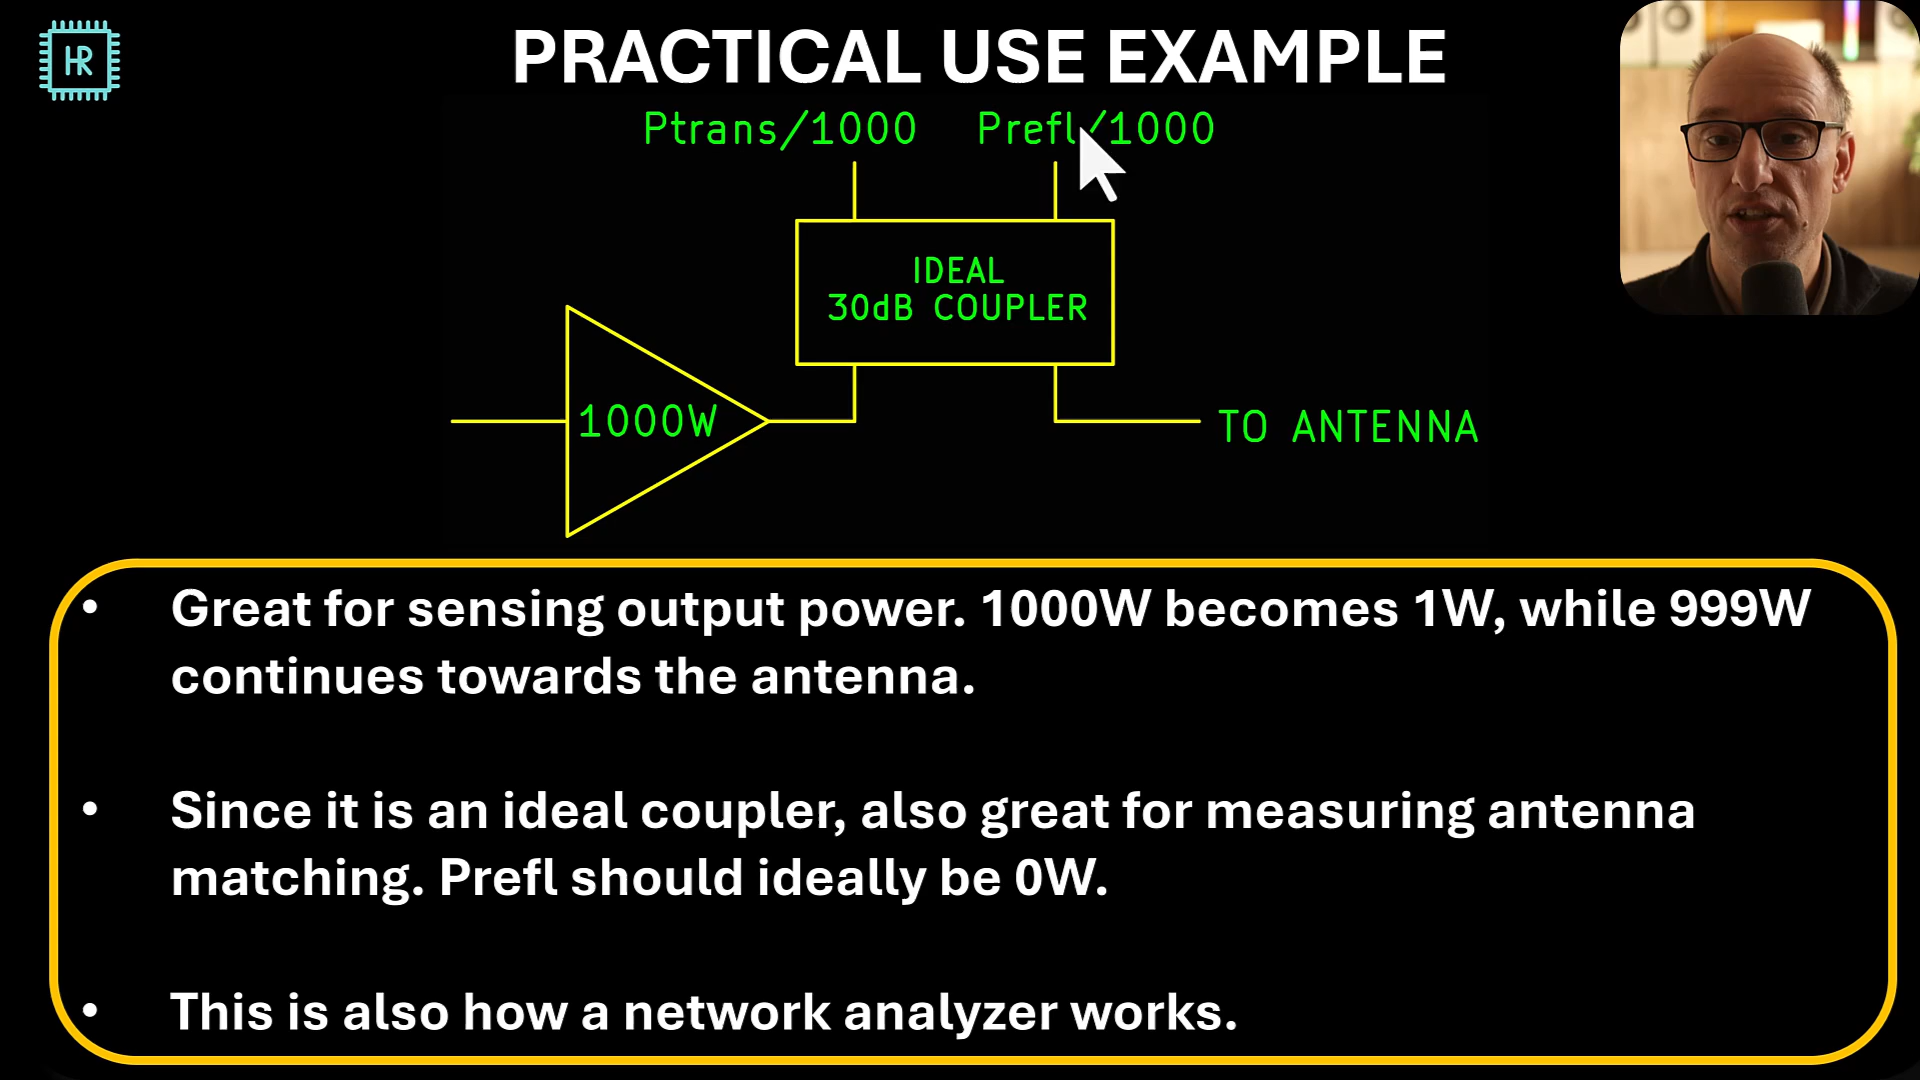 HR
PRACTICAL USE EXAMPLE
Ptrans/1000 Prefl/1000
IDEAL
30dB COUPLER
1000W
TO ANTENNA
• Great for sensing output power. 1000W becomes 1W, while 999W
continues towards the antenna.
• Since it is an ideal coupler, also great for measuring antenna
matching. Prefl should ideally be 0W.
• This is also how a network analyzer works.